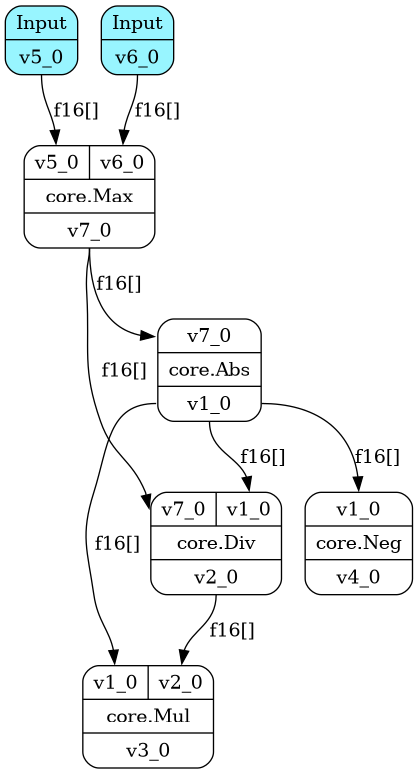 Input
v5_0
Input
v6_0
f16[]
f16[]
v5_0
v6_0
core.Max
v7_0
f16[]
f16[]
v7_0
core.Abs
v1_0
f16[]
f16[]
f16[]
v7_0
v1_0
core.Div
v2_0
v1_0
core.Neg
v4_0
f16[]
v1_0
v2_0
core.Mul
v3_0